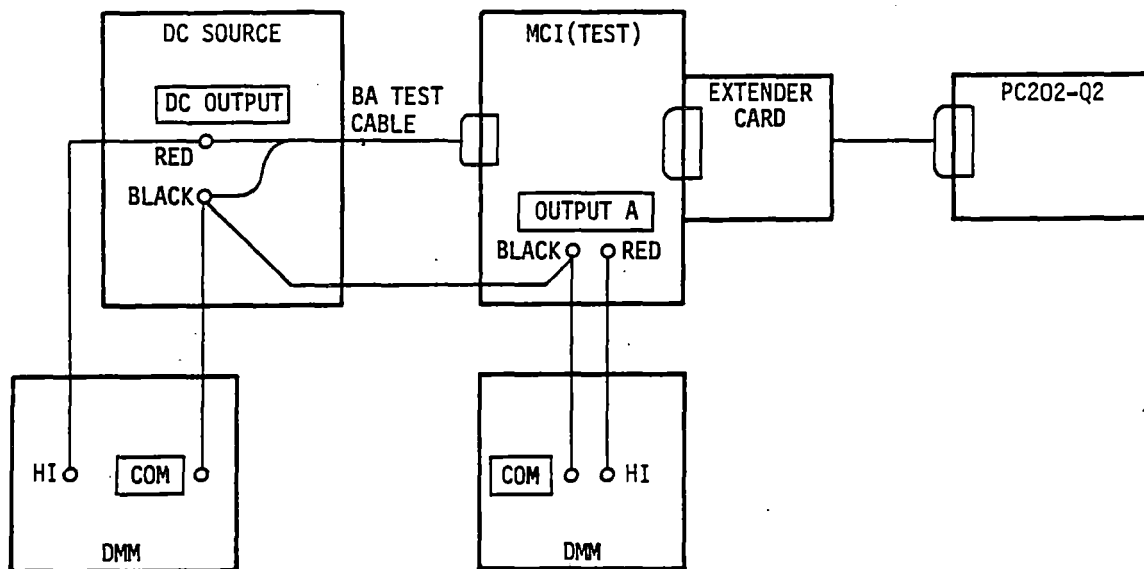 DC SOURCE
DC OUTPUT
RED
BLACK
BA TEST
CABLE
MCI(TEST)
OUTPUT A
BLACK
RED
EXTENDER
CARD
PC202-Q2
HI
COM
DMM
COM
HI
DMM